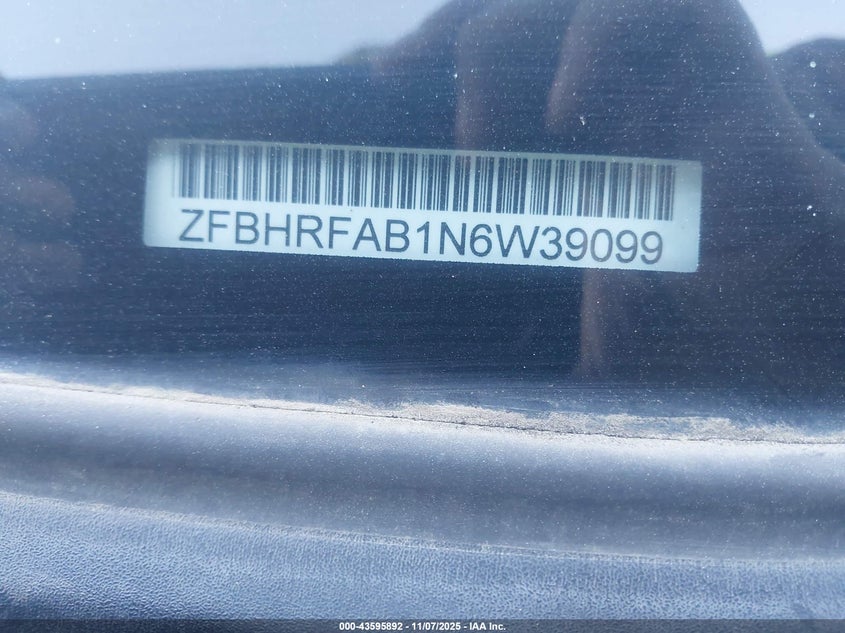 ZFBHRFAB1N6W39099
000-43595892 — 11/07/2025 — IAA Inc.